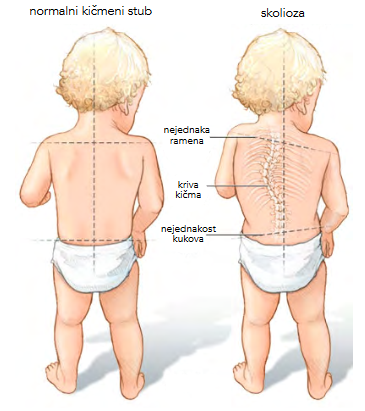 normalni kičmeni stub
skolioza
nejednaka
ramena
kriva
kičma
nejednakost
kukova